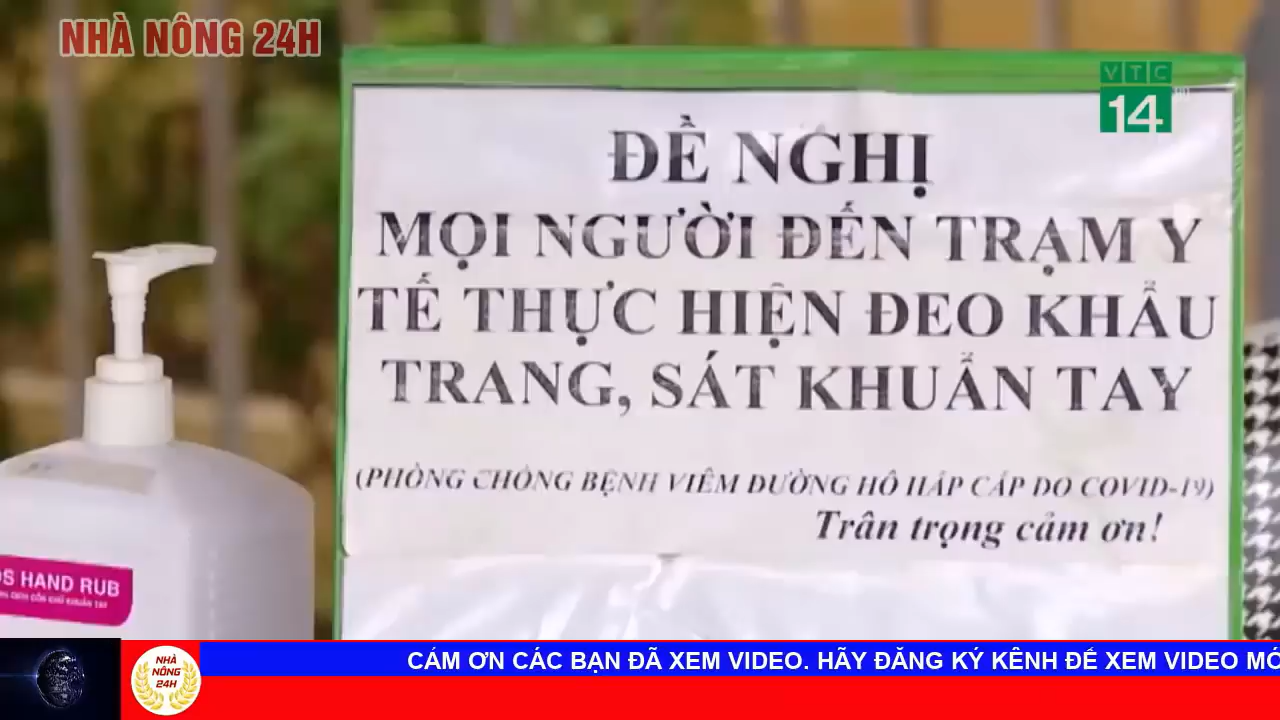 NHÀ NÔNG 24H
VTC
14
ĐỀ NGHỊ
MỌI NGƯỜI ĐẾN TRẠM Y
TẾ THỰC HIỆN ĐEO KHẨU
TRANG, SÁT KHUẨN TAY
(PHÒNG CHỐNG BỆNH VIÊM ĐƯỜNG HÔ HẤP CẤP DO COVID-19)
Trân trọng cảm ơn!
HAND RUB
NHÀ
NÔNG
24H
CÁM ƠN CÁC BẠN ĐÃ XEM VIDEO. HÃY ĐĂNG KÝ KÊNH ĐỂ XEM VIDEO MỚ